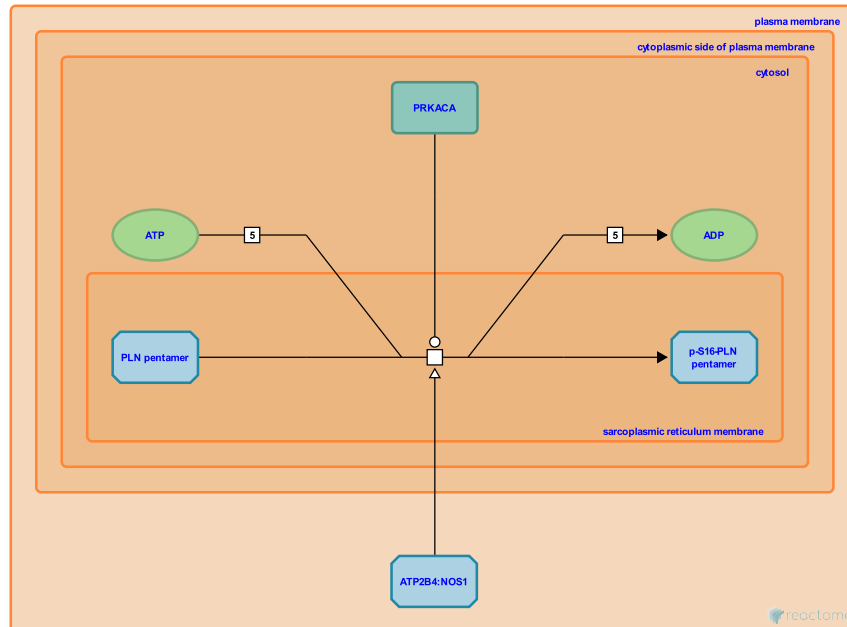 plasma membrane
cytoplasmic side of plasma membrane
cytosol
PRKACA
ATP
5
5
ADP
PLN pentamer
p-S16-PLN
pentamer
sarcoplasmic reticulum membrane
ATP2B4:NOS1
reactome